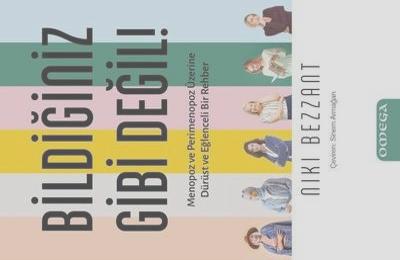 BİLDİĞİNİZ
GİBİ DEĞİL!
Menopoz ve Perimenopoz Üzerine
Dürüst ve Eğlenceli Bir Rehber
NIKI BEZZANT
Çeviren: Sinem Armağan
OMEGA